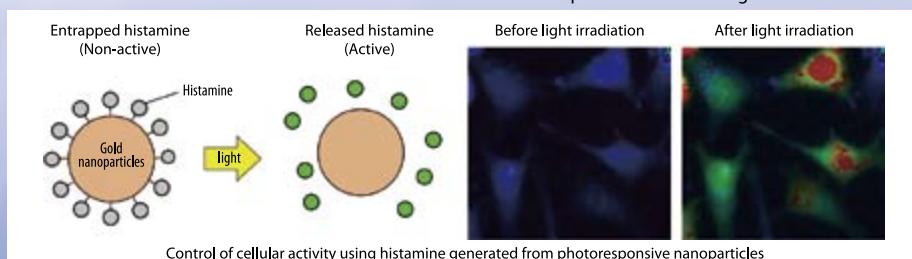 Entrapped histamine
(Non-active)
Released histamine
(Active)
Before light irradiation
After light irradiation
Histamine
Gold
nanoparticles
light
Control of cellular activity using histamine generated from photoresponsive nanoparticles